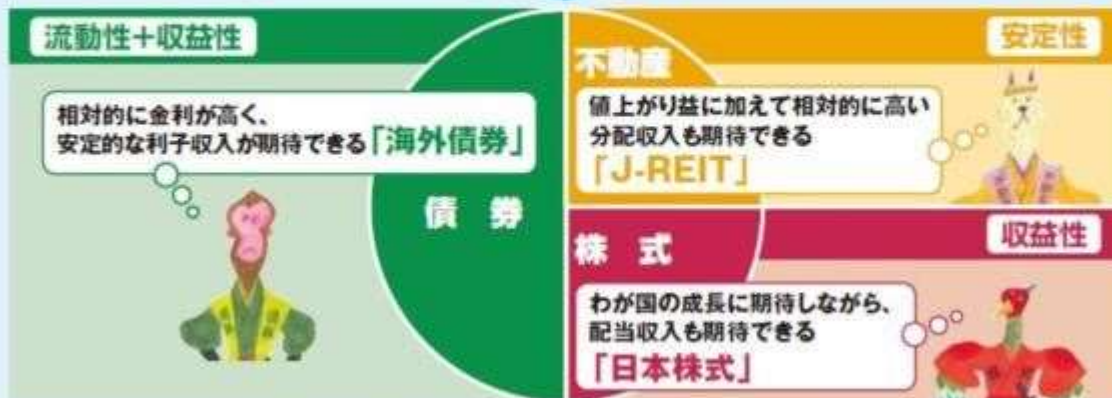 流動性+収益性
相対的に金利が高く、
安定的な利子収入が期待できる「海外債券」
債券
不動産
安定性
値上がり益に加えて相対的に高い
分配収入も期待できる
「J-REIT」
株式
収益性
わが国の成長に期待しながら、
配当収入も期待できる
「日本株式」